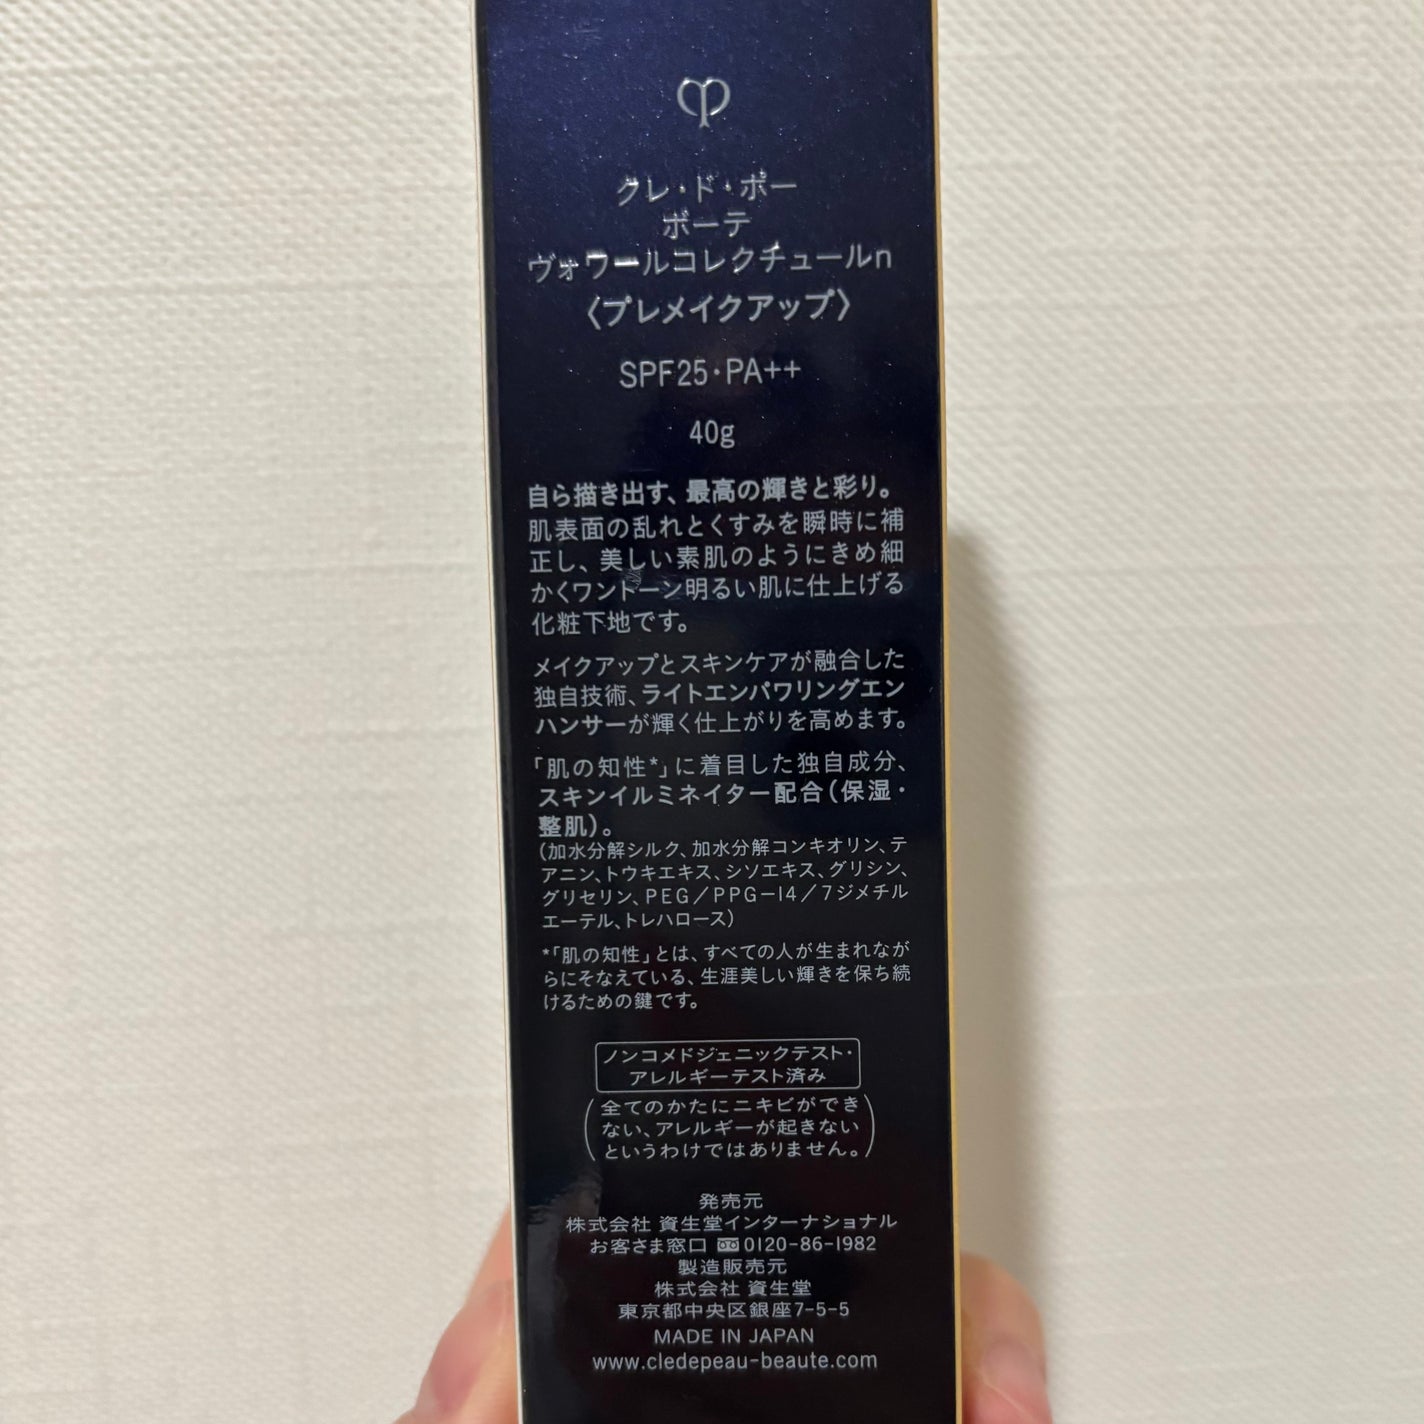 クレ・ド・ポー
ボーテ
ヴォワールコレクチュールn
〈プレメイクアップ〉
SPF25・PA++
40g
自ら描き出す、最高の輝きと彩り。
肌表面の乱れとくすみを瞬時に補
正し、美しい素肌のようにきめ細
かくワントーン明るい肌に仕上げる
化粧下地です。
メイクアップとスキンケアが融合した
独自技術、ライトエンパワリングエン
ハンサーが輝く仕上がりを高めます。
「肌の知性*」に着目した独自成分、
スキンイルミネイター配合(保湿・
整肌)。
(加水分解シルク、加水分解コンキオリン、テ
アニン、トウキエキス、シソエキス、グリシン、
グリセリン、PEG/PPG-14/7ジメチル
エーテル、トレハロース)
*「肌の知性」とは、すべての人が生まれなが
らにそなえている、生涯美しい輝きを保ち続
けるための鍵です。
ノンコメドジェニックテスト・
アレルギーテスト済み
(全てのかたにニキビができ
ない、アレルギーが起きない
というわけではありません。)
発売元
株式会社 資生堂インターナショナル
お客さま窓口 0120-86-1982
製造販売元
株式会社 資生堂
東京都中央区銀座7-5-5
MADE IN JAPAN
www.cledepeau-beaute.com